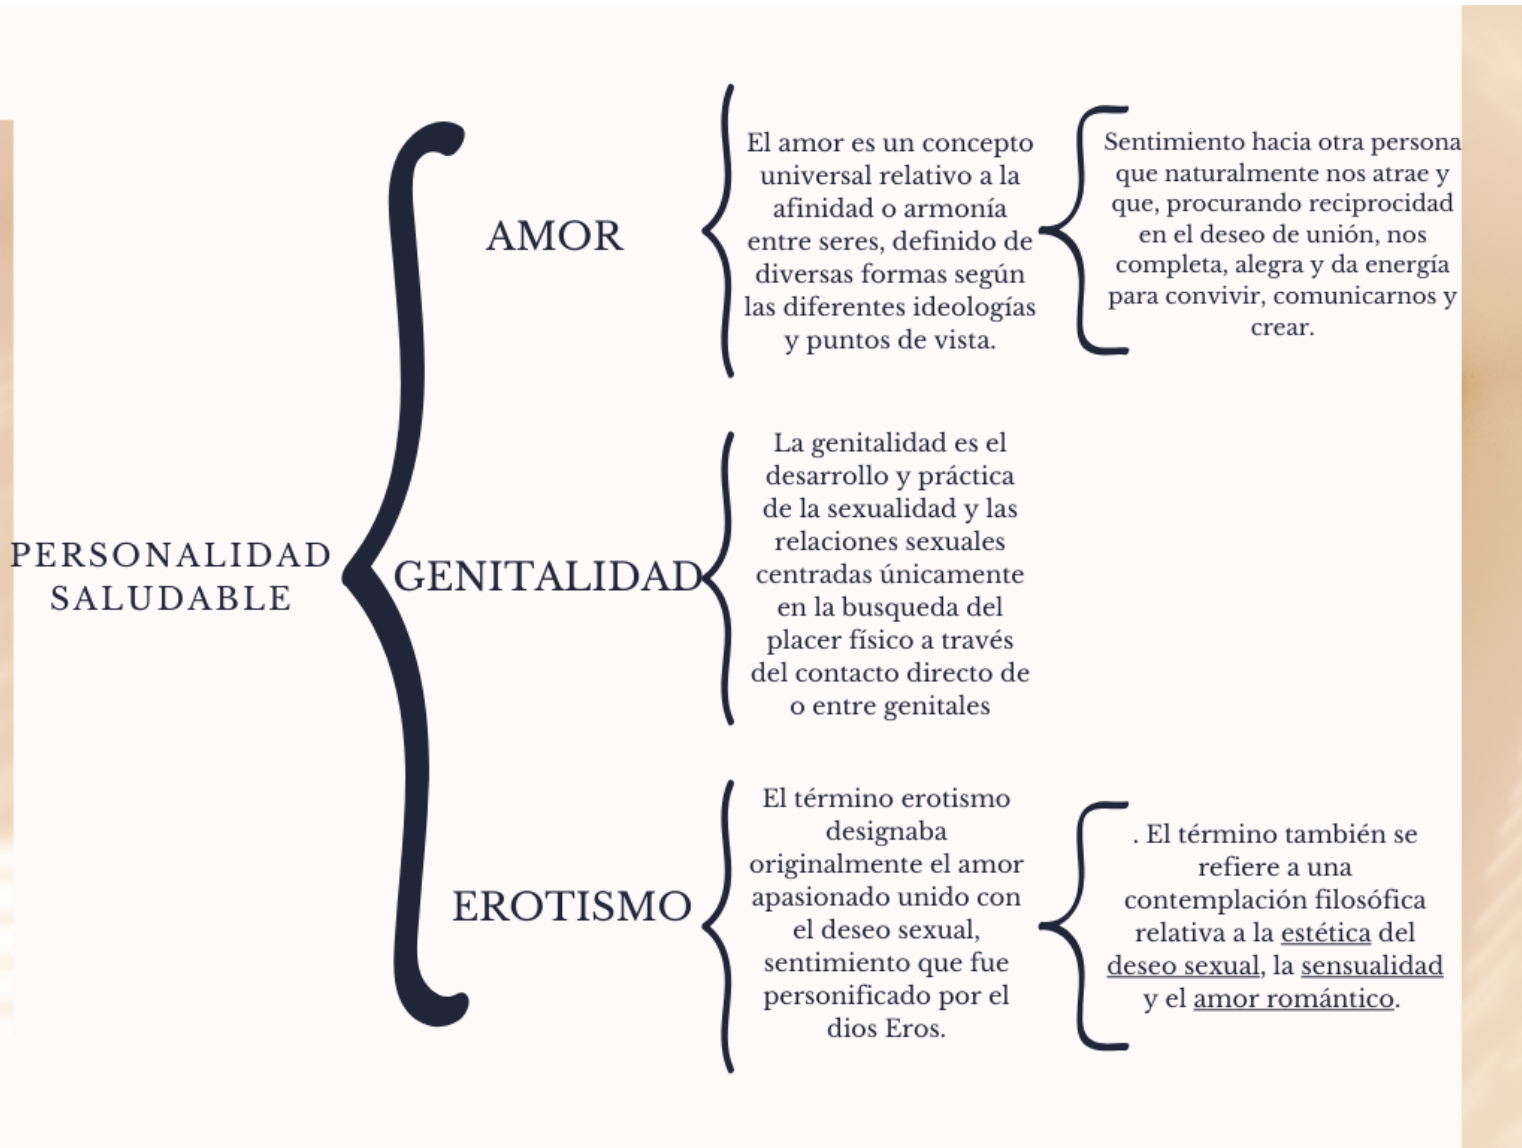 PERSONALIDAD
SALUDABLE
AMOR
El amor es un concepto
universal relativo a la
afinidad o armonía
entre seres, definido de
diversas formas según
las diferentes ideologías
y puntos de vista.
Sentimiento hacia otra persona
que naturalmente nos atrae y
que, procurando reciprocidad
en el deseo de unión, nos
completa, alegra y da energía
para convivir, comunicarnos y
crear.
GENITALIDAD
La genitalidad es el
desarrollo y práctica
de la sexualidad y las
relaciones sexuales
centradas únicamente
en la busqueda del
placer físico a través
del contacto directo de
o entre genitales
EROTISMO
El término erotismo
designaba
originalmente el amor
apasionado unido con
el deseo sexual,
sentimiento que fue
personificado por el
dios Eros.
. El término también se
refiere a una
contemplación filosófica
relativa a la estética del
deseo sexual, la sensualidad
y el amor romántico.